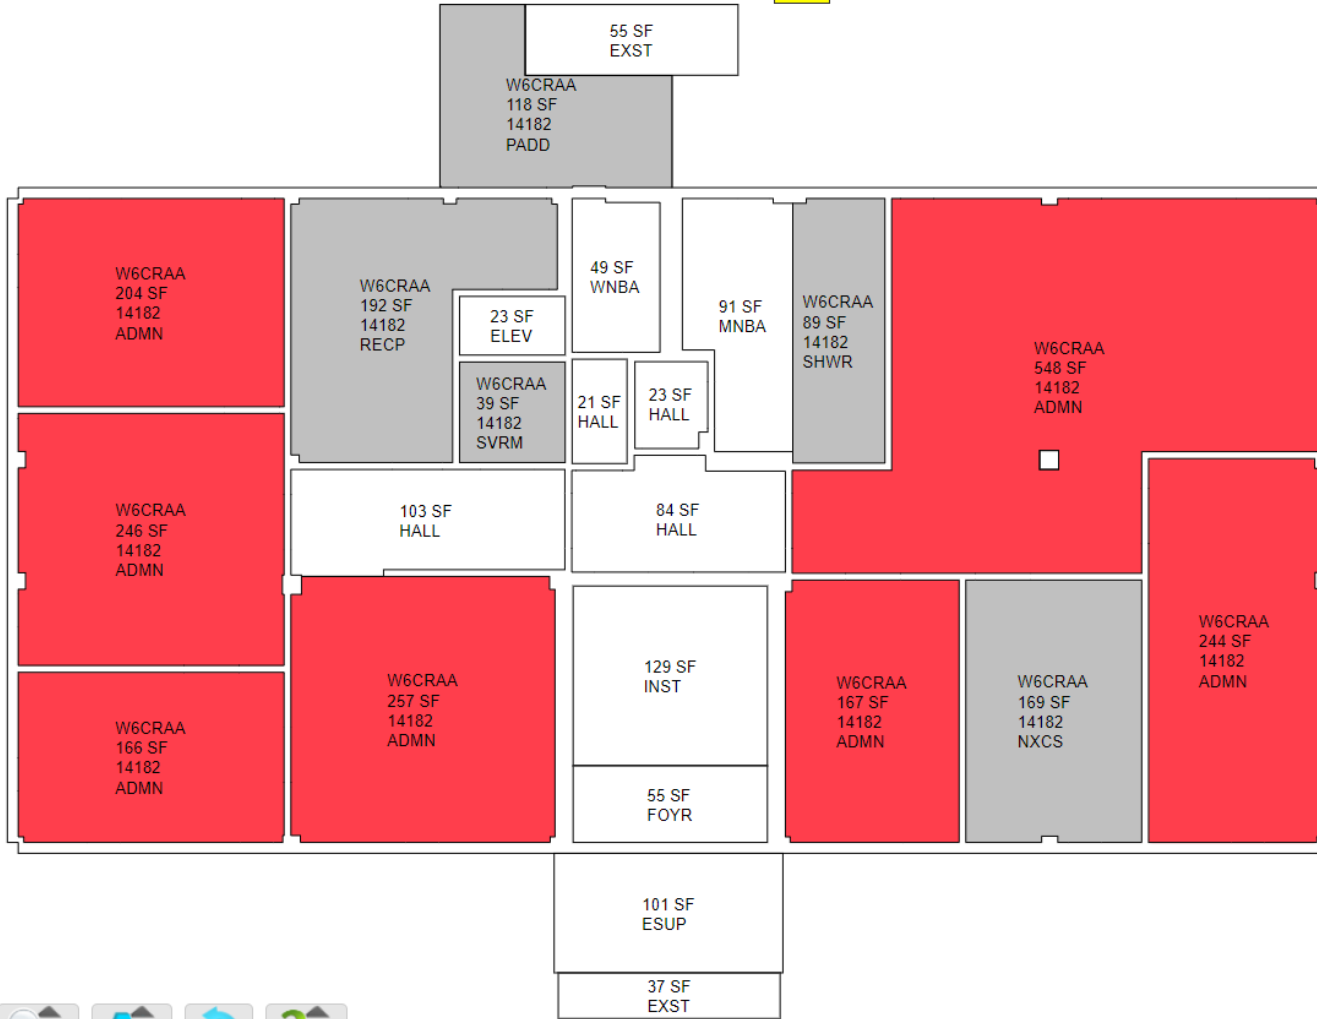 55 SF
EXST
W6CRAA
118 SF
14182
PADD
W6CRAA
204 SF
14182
ADMN
W6CRAA
192 SF
14182
RECP
23 SF
ELEV
W6CRAA
39 SF
14182
SVRM
49 SF
WNBA
91 SF
MNBA
W6CRAA
89 SF
14182
SHWR
W6CRAA
548 SF
14182
ADMN
21 SF
HALL
23 SF
HALL
W6CRAA
246 SF
14182
ADMN
103 SF
HALL
84 SF
HALL
W6CRAA
166 SF
14182
ADMN
W6CRAA
257 SF
14182
ADMN
129 SF
INST
55 SF
FOYR
W6CRAA
167 SF
14182
ADMN
W6CRAA
169 SF
14182
NXCS
W6CRAA
244 SF
14182
ADMN
101 SF
ESUP
37 SF
EXST